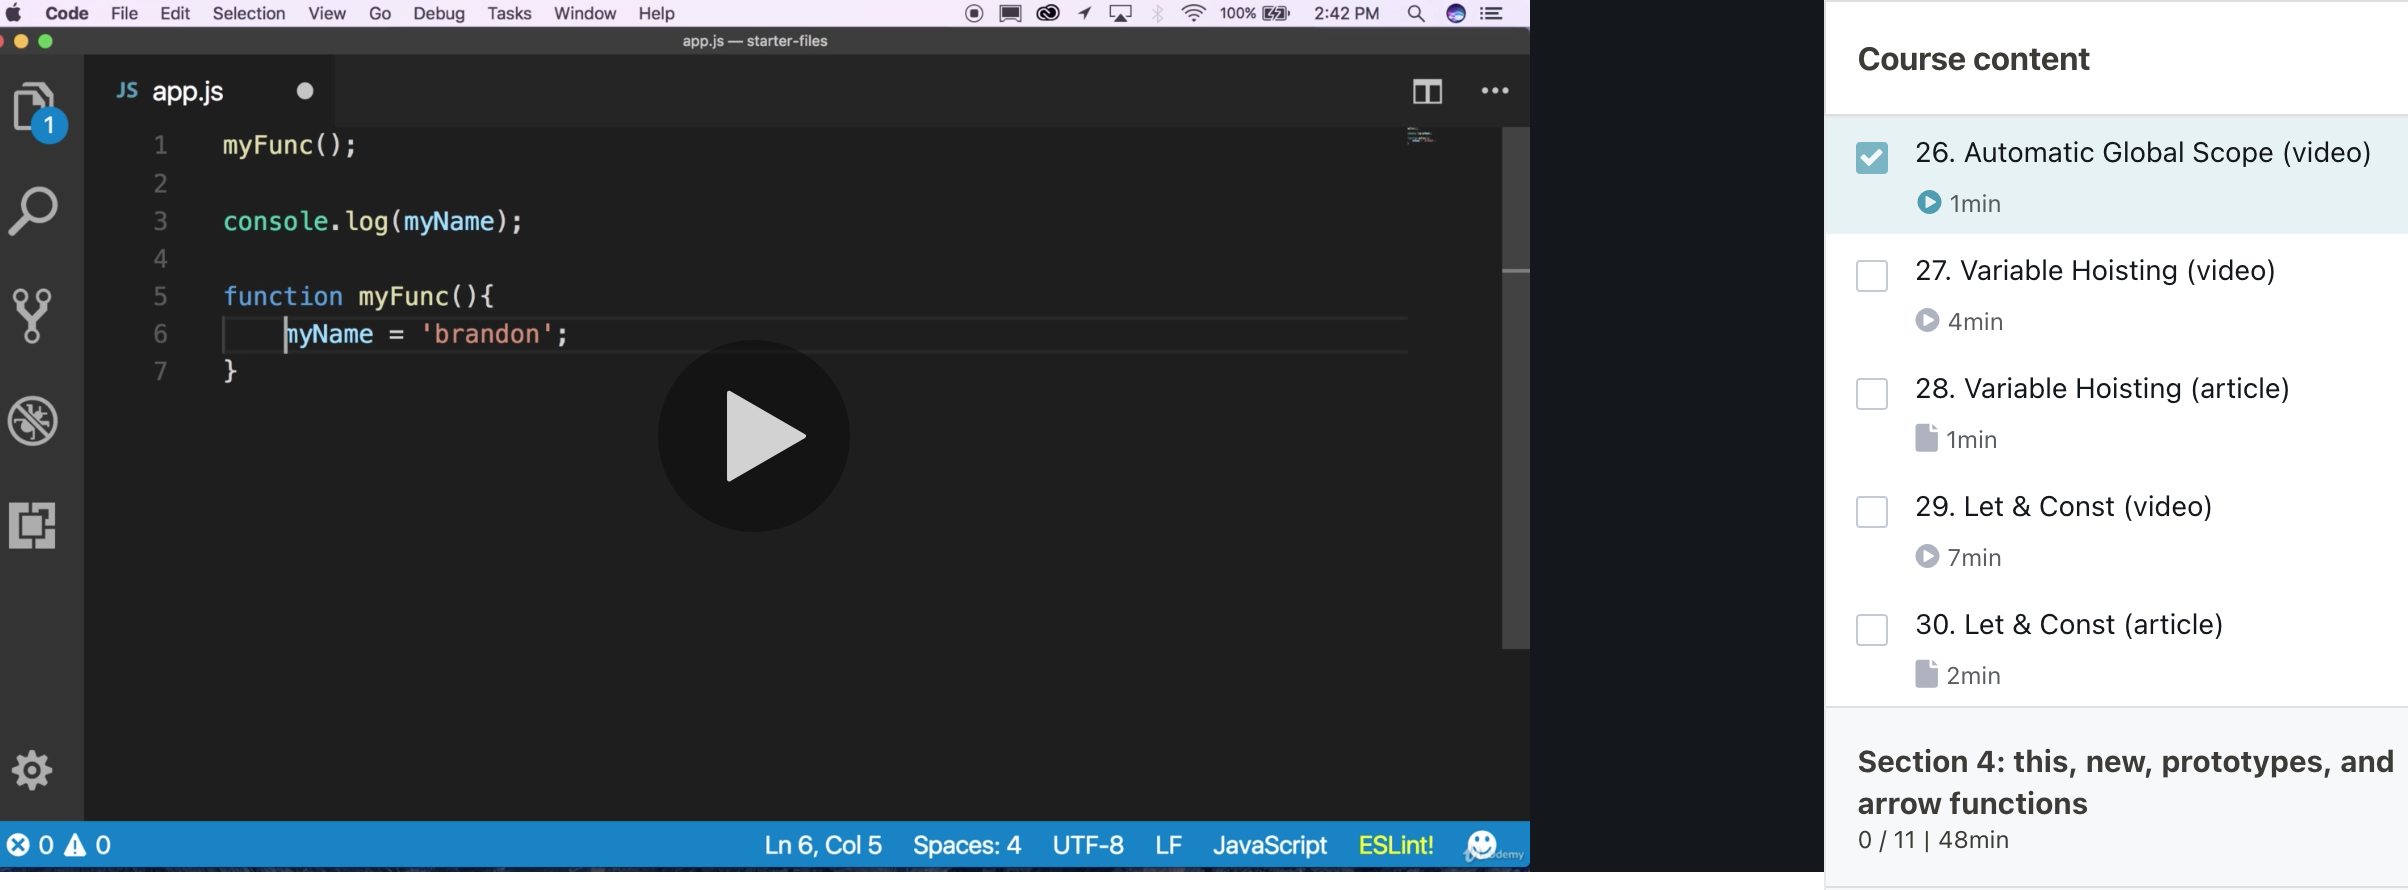 Code File Edit Selection View Go Debug Tasks Window Help 100% 2:42 PM
app.js — starter-files
JS app.js
1
1 myFunc();
2
3 console.log(myName);
4
5 function myFunc(){
6 myName = 'brandon';
7 }
0 0 Ln 6, Col 5 Spaces: 4 UTF-8 LF JavaScript ESLint!
Course content
26. Automatic Global Scope (video)
1min
27. Variable Hoisting (video)
4min
28. Variable Hoisting (article)
1min
29. Let & Const (video)
7min
30. Let & Const (article)
2min
Section 4: this, new, prototypes, and
arrow functions
0 / 11 | 48min